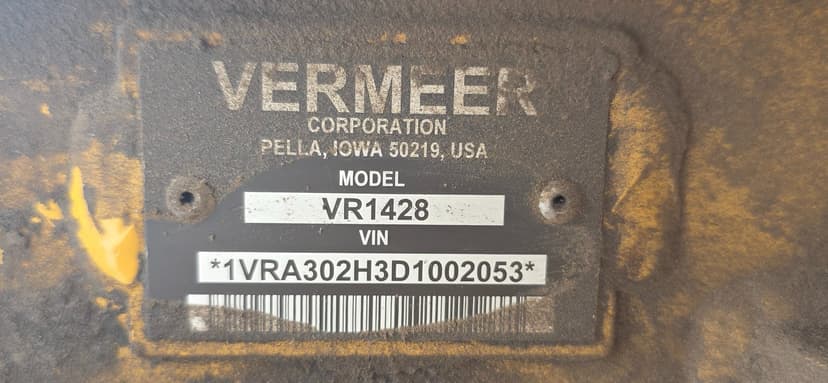 VERMEER
CORPORATION
PELLA, IOWA 50219, USA
MODEL
VR1428
VIN
*1VRA302H3D1002053*